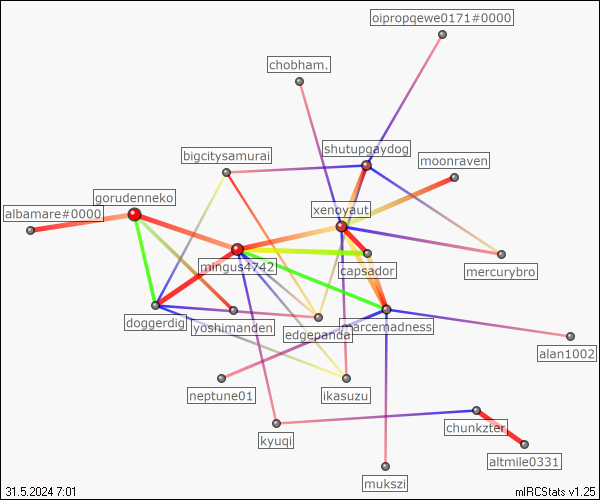 oipropqewe0171#0000
chobham.
shutupgaydog
bigcitysamurai
moonraven
gorudenneko
albamare#0000
xenoyaut
mingus4742
capsador
mercurybro
doggerdig
yoshimanden
edgepanda
marcemadness
alan1002
neptune01
ikasuzu
kyuqi
chunkzter
altmile0331
mukszi
31.5.2024 7:01
mIRCStats v1.25